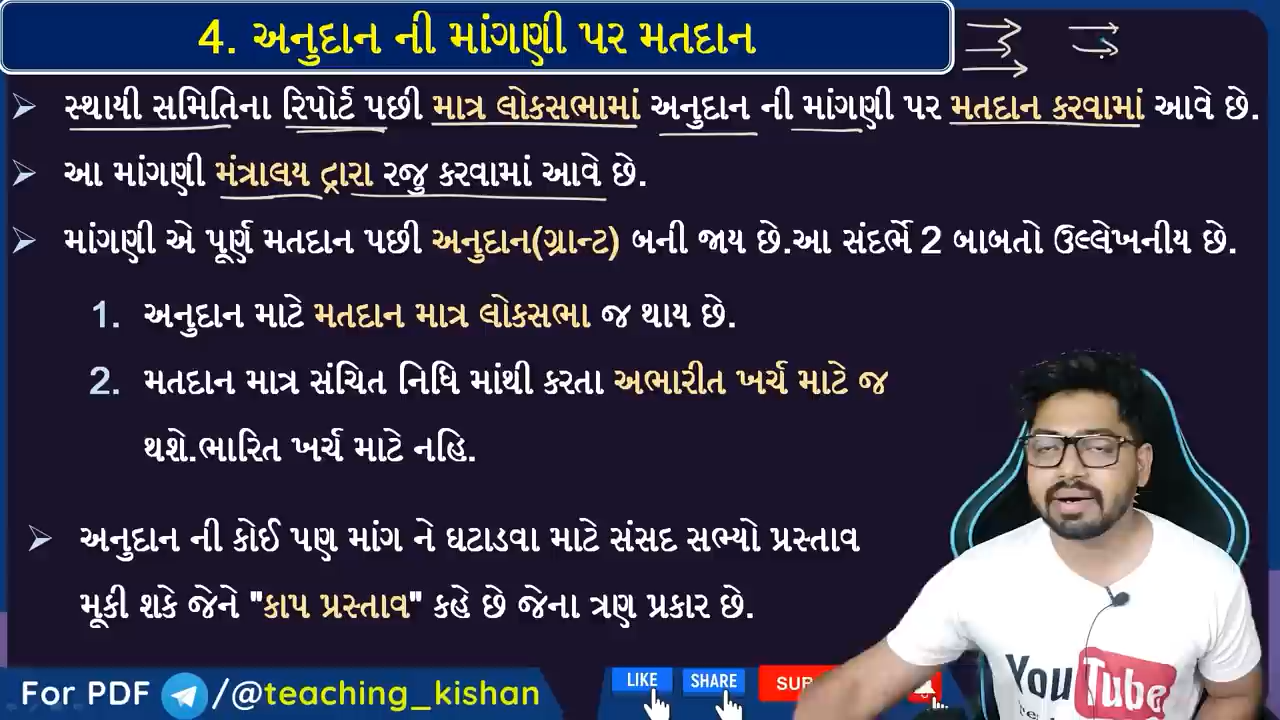 4. અનુદાન ની માંગણી પર મતદાન
સ્થાયી સમિતિના રિપોર્ટ પછી માત્ર લોકસભામાં અનુદાન ની માંગણી પર મતદાન કરવામાં આવે છે.
આ માંગણી મંત્રાલય દ્રારા રજુ કરવામાં આવે છે.
માંગણી એ પૂર્ણ મતદાન પછી અનુદાન(ગ્રાન્ટ) બની જાય છે.આ સંદર્ભે 2 બાબતો ઉલ્લેખનીય છે.
1. અનુદાન માટે મતદાન માત્ર લોકસભા જ થાય છે.
2. મતદાન માત્ર સંચિત નિધિ માંથી કરતા અભારીત ખર્ચ માટે જ
થશે.ભારિત ખર્ચ માટે નહિ.
અનુદાન ની કોઈ પણ માંગ ને ઘટાડવા માટે સંસદ સભ્યો પ્રસ્તાવ
મૂકી શકે જેને "કાપ પ્રસ્તાવ" કહે છે જેના ત્રણ પ્રકાર છે.
For PDF /@teaching_kishan
LIKE SHARE
You Tube